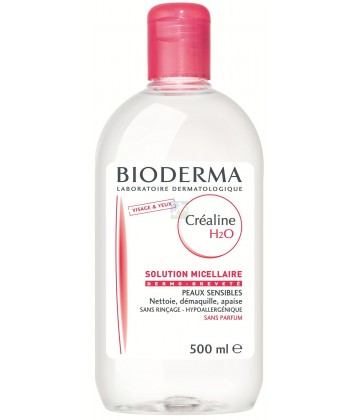 BIODERMA
LABORATOIRE DERMATOLOGIQUE
VISAGE & YEUX
Créaline
H2O
SOLUTION MICELLAIRE
DERMO-BREVETÉ
PEAUX SENSIBLES
Nettoie, démaquille, apaise
SANS RINÇAGE - HYPOALLERGÉNIQUE
SANS PARFUM
500 ml ℮